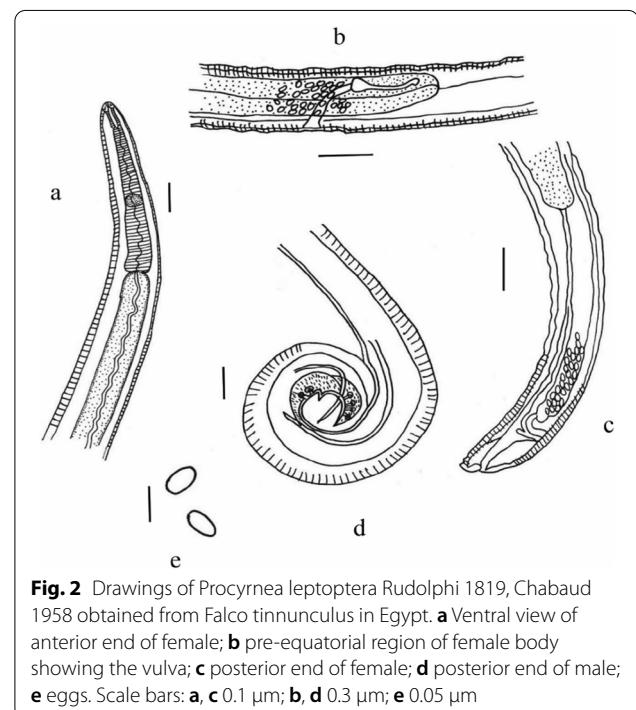 b
a
c
d
e
Fig. 2 Drawings of Procyrnea leptoptera Rudolphi 1819, Chabaud
1958 obtained from Falco tinnunculus in Egypt. a Ventral view of
anterior end of female; b pre-equatorial region of female body
showing the vulva; c posterior end of female; d posterior end of male;
e eggs. Scale bars: a, c 0.1 μm; b, d 0.3 μm; e 0.05 μm